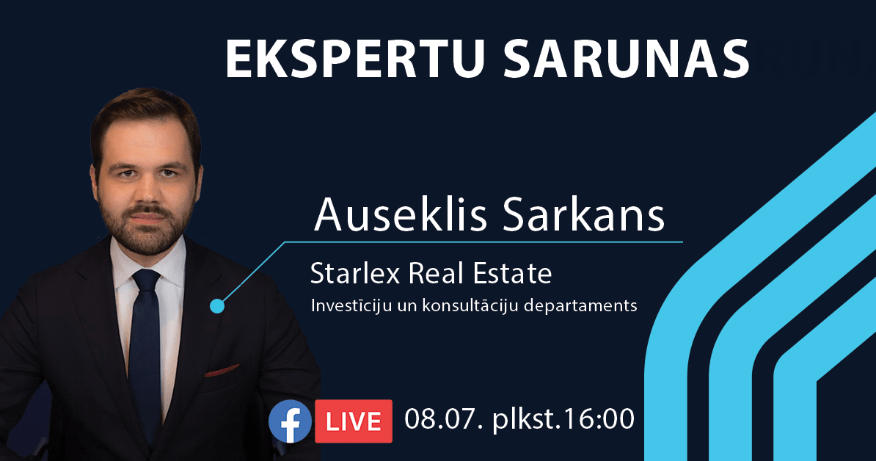 EKSPERTU SARUNAS
Auseklis Sarkans
Starlex Real Estate
Investīciju un konsultāciju departaments
f LIVE 08.07. plkst.16:00